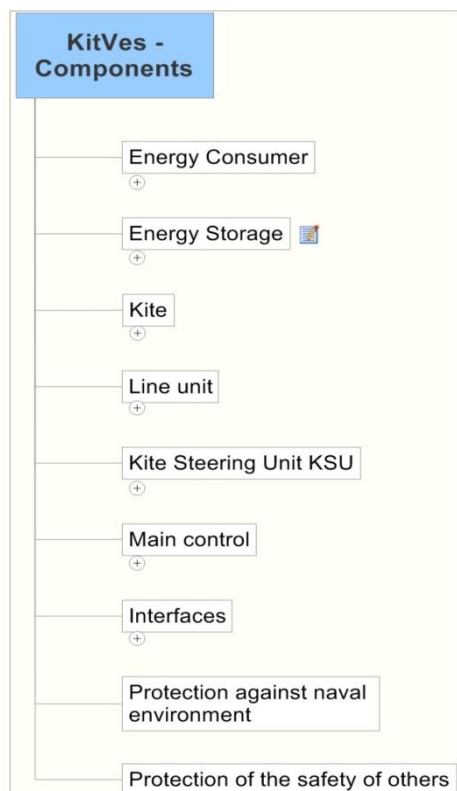 KitVes -
Components
Energy Consumer
Energy Storage
Kite
Line unit
Kite Steering Unit KSU
Main control
Interfaces
Protection against naval
environment
Protection of the safety of others